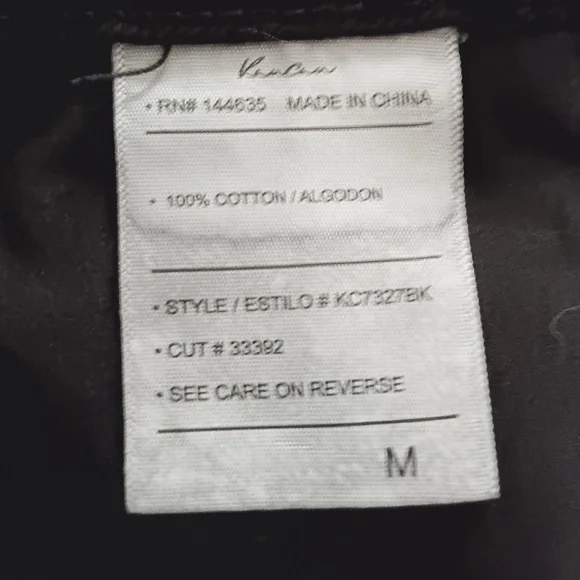 • RN# 144635 MADE IN CHINA
• 100% COTTON / ALGODON
• STYLE / ESTILO # KC7327BK
• CUT # 33392
• SEE CARE ON REVERSE
M